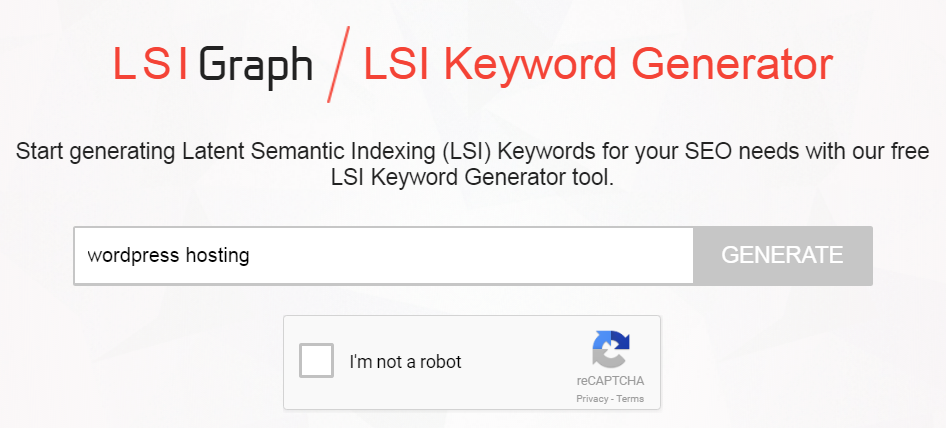 LSIGraph / LSI Keyword Generator
Start generating Latent Semantic Indexing (LSI) Keywords for your SEO needs with our free
LSI Keyword Generator tool.
wordpress hosting GENERATE
I'm not a robot
reCAPTCHA
Privacy - Terms